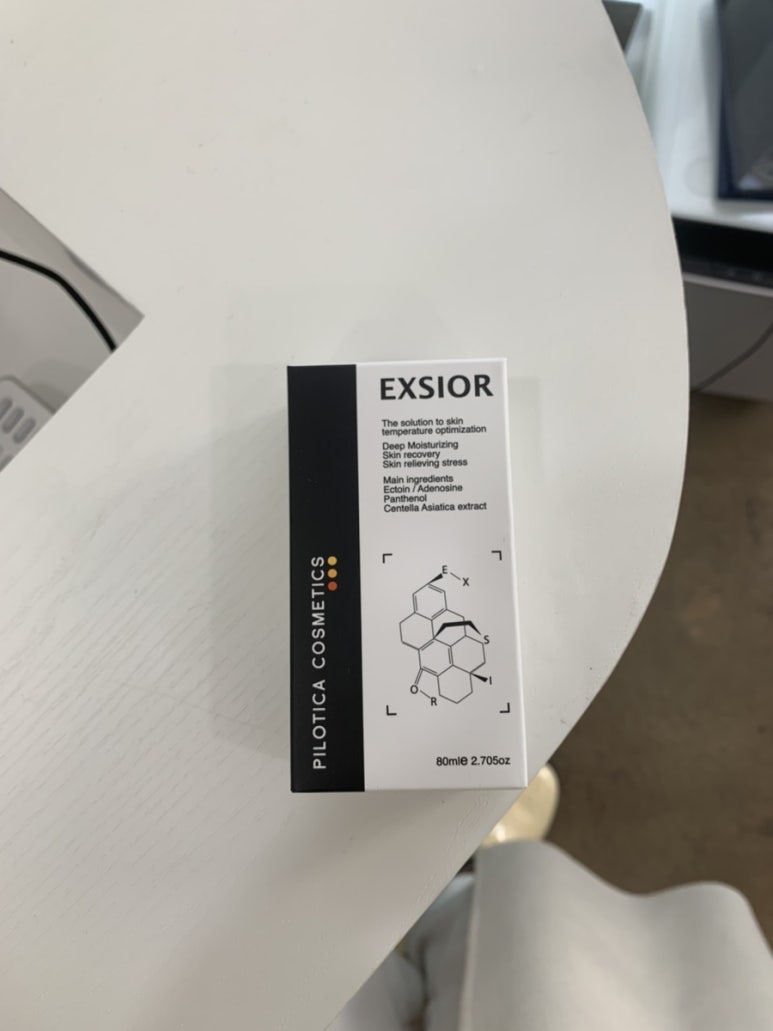 EXSIOR
The solution to skin
temperature optimization
Deep Moisturizing
Skin recovery
Skin relieving stress
Main ingredients
Ectoin / Adenosine
Panthenol
Centella Asiatica extract
E
X
S
I
O
R
80ml℮ 2.705oz
PILOTICA COSMETICS